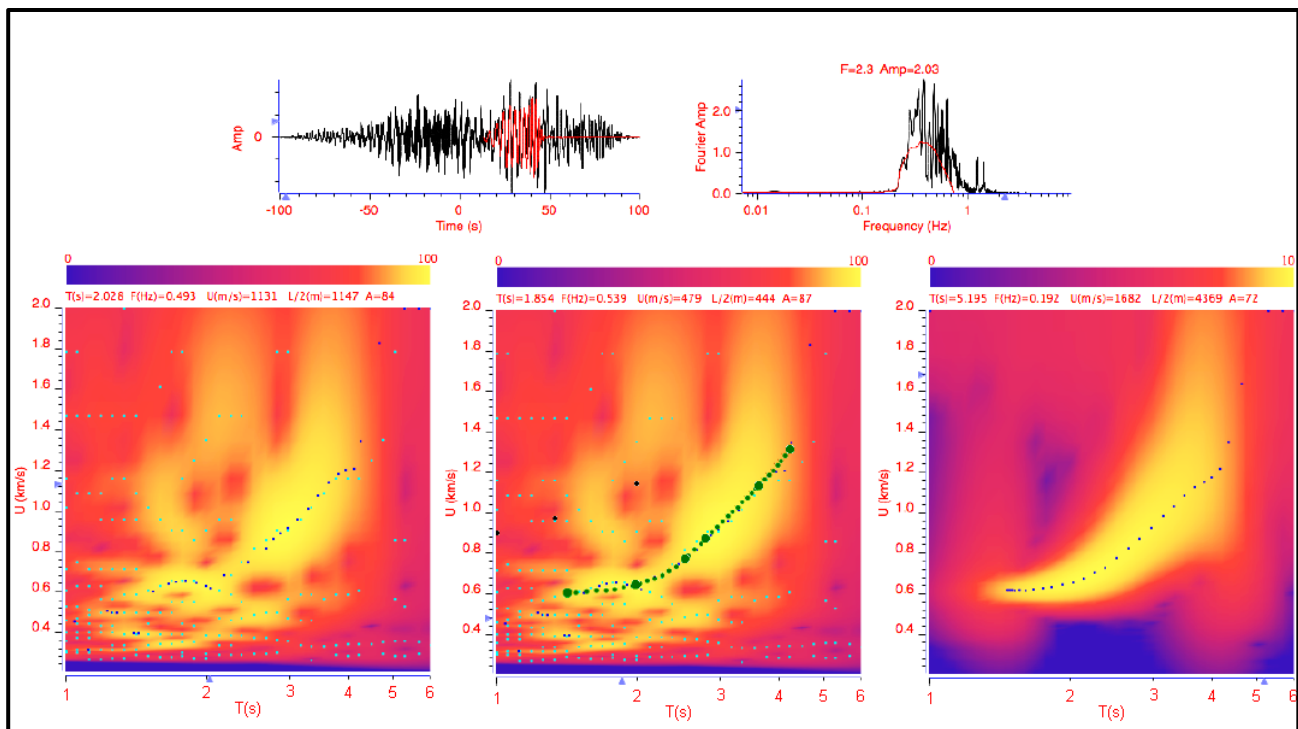 F=2.3 Amp=2.03
Amp
0
-100 -50 0 50 100
Time (s)
Fourier Amp
2.0
1.0
0.0
0.01 0.1 1
Frequency (Hz)
0 100
T(s)=2.028 F(Hz)=0.493 U(m/s)=1131 L/2(m)=1147 A=84
2.0
1.8
1.6
1.4
1.2
1.0
0.8
0.6
0.4
U (km/s)
1 2 3 4 5 6
T(s)
0 100
T(s)=1.854 F(Hz)=0.539 U(m/s)=479 L/2(m)=444 A=87
2.0
1.8
1.6
1.4
1.2
1.0
0.8
0.6
0.4
U (km/s)
1 2 3 4 5 6
T(s)
0 10
T(s)=5.195 F(Hz)=0.192 U(m/s)=1682 L/2(m)=4369 A=72
2.0
1.8
1.6
1.4
1.2
1.0
0.8
0.6
0.4
U (km/s)
1 2 3 4 5 6
T(s)